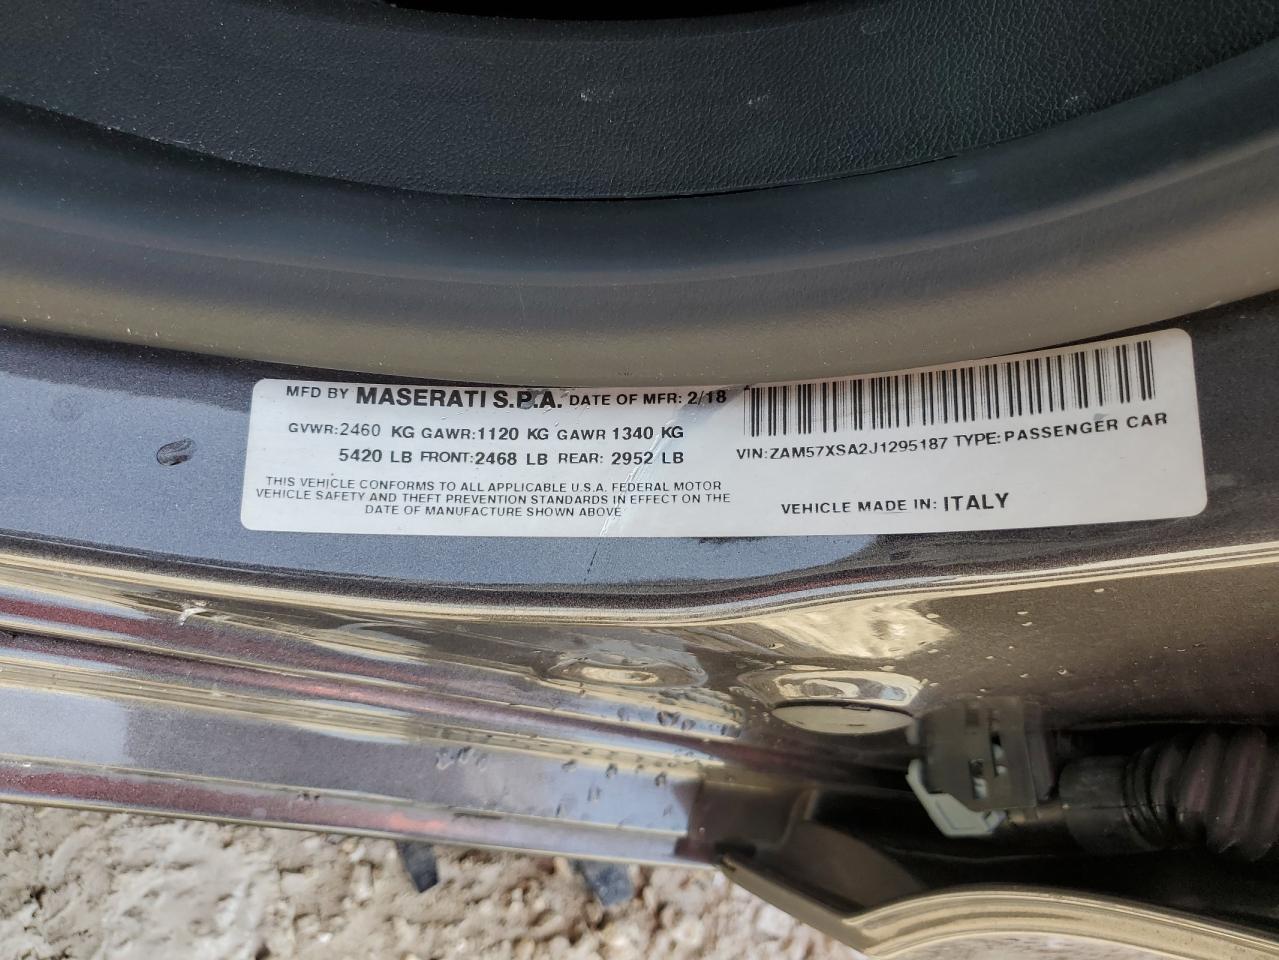 MFD BY MASERATI S.P.A. DATE OF MFR: 2/18
GVWR:2460 KG GAWR:1120 KG GAWR 1340 KG
5420 LB FRONT:2468 LB REAR: 2952 LB
THIS VEHICLE CONFORMS TO ALL APPLICABLE U.S.A. FEDERAL MOTOR
VEHICLE SAFETY AND THEFT PREVENTION STANDARDS IN EFFECT ON THE
DATE OF MANUFACTURE SHOWN ABOVE
VIN:ZAM57XSA2J1295187 TYPE:PASSENGER CAR
VEHICLE MADE IN: ITALY